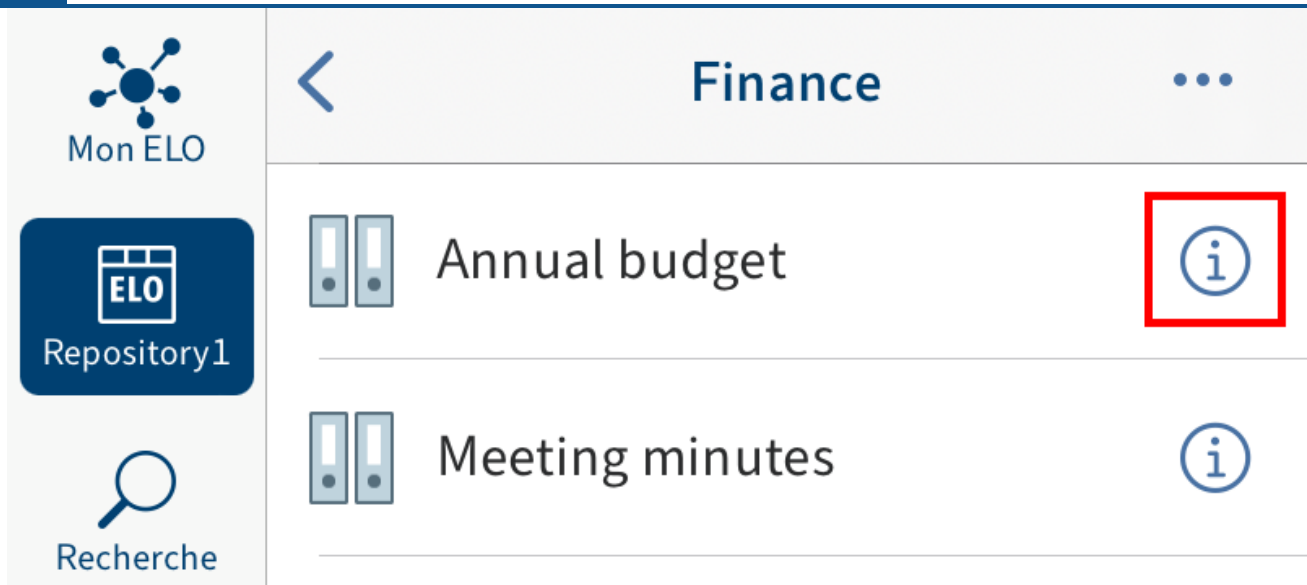 Mon ELO
Finance
ELO
Repository1
Annual budget
Meeting minutes
Recherche